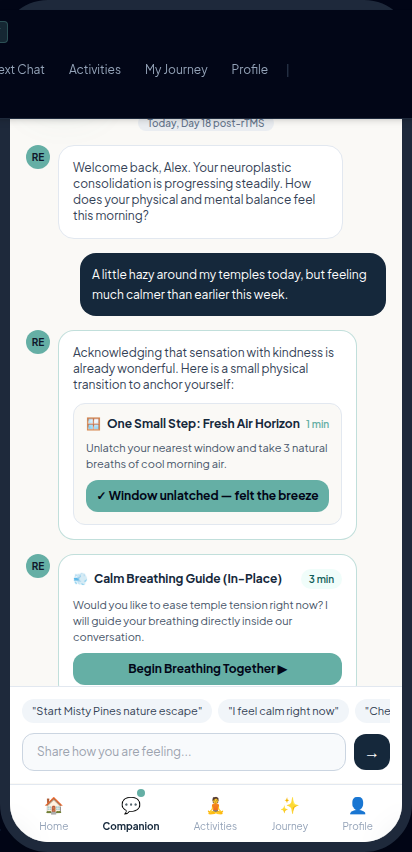 ext Chat Activities My Journey Profile |
Today, Day 18 post-rTMS
RE
Welcome back, Alex. Your neuroplastic
consolidation is progressing steadily. How
does your physical and mental balance feel
this morning?
A little hazy around my temples today, but feeling
much calmer than earlier this week.
RE
Acknowledging that sensation with kindness is
already wonderful. Here is a small physical
transition to anchor yourself:
One Small Step: Fresh Air Horizon 1 min
Unlatch your nearest window and take 3 natural
breaths of cool morning air.
✓ Window unlatched — felt the breeze
RE
Calm Breathing Guide (In-Place) 3 min
Would you like to ease temple tension right now? I
will guide your breathing directly inside our
conversation.
Begin Breathing Together ▶
"Start Misty Pines nature escape" "I feel calm right now" "Che
Share how you are feeling... →
Home Companion Activities Journey Profile